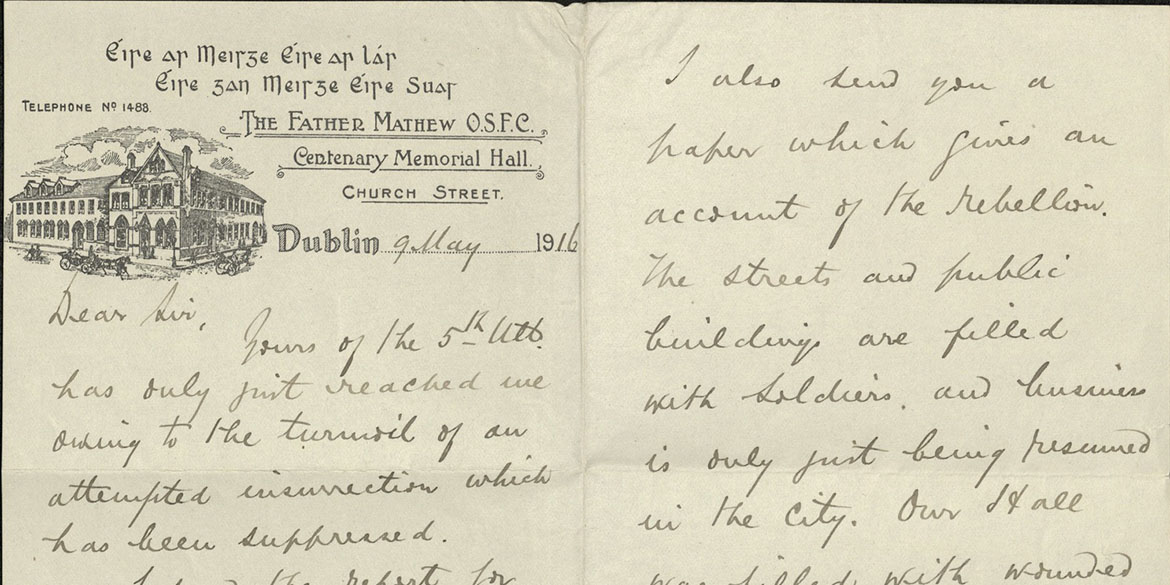 Éire ar Meisge Éire ar lár
Éire gan Meisge Éire Suas
TELEPHONE Nº 1488.
THE FATHER MATHEW O.S.F.C.
Centenary Memorial Hall.
CHURCH STREET.
Dublin 9 May 1916
Dear Sir,
Yours of the 5th Ult.
has only just reached me
owing to the turmoil of an
attempted insurrection which
has been suppressed.
I the report for
I also send you a
paper which gives an
account of the rebellion.
The streets and public
buildings are filled
with soldiers, and business
is only just being resumed
in the city. Our Hall
was filled with wounded